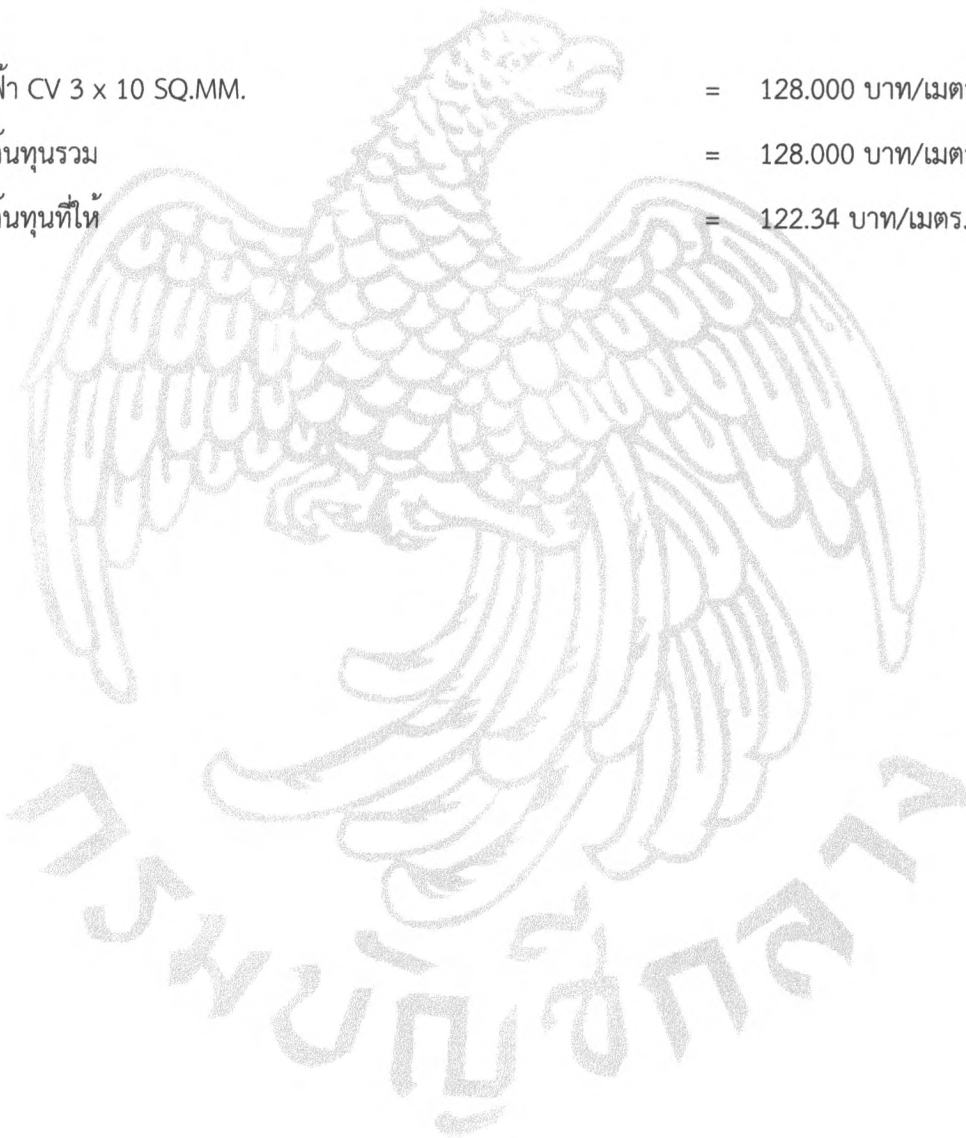 ฟ้า CV 3 x 10 SQ.MM. = 128.000 บาท/เมตร
ต้นทุนรวม = 128.000 บาท/เมตร
ต้นทุนที่ให้ = 122.34 บาท/เมตร.
กรมบัญชีกลาง